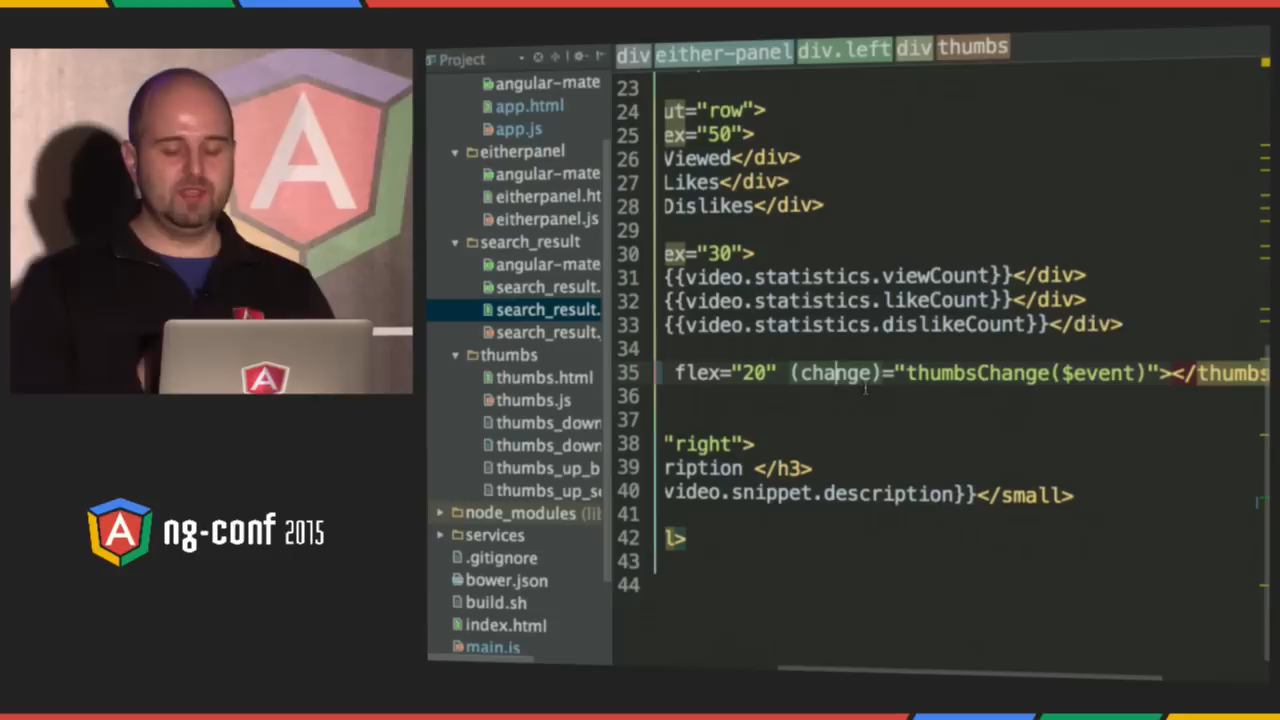 A
A
ng-conf 2015
Project
angular-mate
app.html
app.js
eitherpanel
angular-mate
eitherpanel.ht
eitherpanel.js
search_result
angular-mate
search_result.
search_result.
search_result.
thumbs
thumbs.html
thumbs.js
thumbs_down
thumbs_down
thumbs_up_b
thumbs_up_so
node_modules (lib
services
.gitignore
bower.json
build.sh
index.html
main.js
div either-panel div.left div thumbs
23
24 ut="row">
25 ex="50">
26 Viewed</div>
27 Likes</div>
28 Dislikes</div>
29
30 ex="30">
31 {{video.statistics.viewCount}}</div>
32 {{video.statistics.likeCount}}</div>
33 {{video.statistics.dislikeCount}}</div>
34
35 flex="20" (change)="thumbsChange($event)"></thumbs
36
37
38 "right">
39 ription </h3>
40 video.snippet.description}}</small>
41
42 l>
43
44